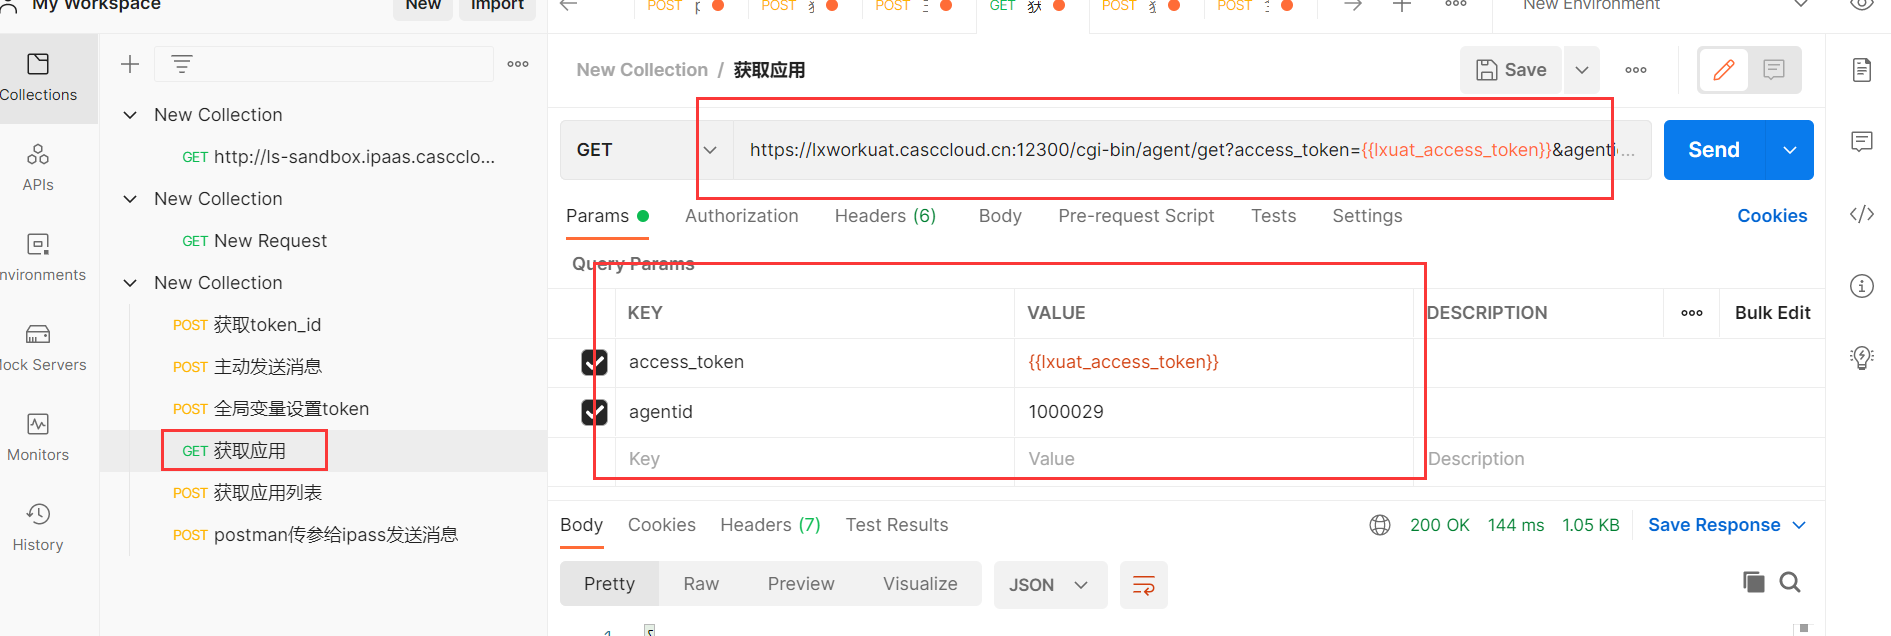 My Workspace
New
Import
POST
POST
POST
GET 获
POST
POST
New Environment
Collections
APIs
nvironments
ock Servers
Monitors
History
New Collection
GET http://ls-sandbox.ipaas.cascclo...
New Collection
GET New Request
New Collection
POST 获取token_id
POST 主动发送消息
POST 全局变量设置token
GET 获取应用
POST 获取应用列表
POST postman传参给ipass发送消息
New Collection / 获取应用
Save
GET
https://lxworkuat.casccloud.cn:12300/cgi-bin/agent/get?access_token={{lxuat_access_token}}&agenti...
Send
Params
Authorization
Headers (6)
Body
Pre-request Script
Tests
Settings
Cookies
Query Params
KEY
VALUE
DESCRIPTION
Bulk Edit
access_token
{{lxuat_access_token}}
agentid
1000029
Key
Value
Description
Body
Cookies
Headers (7)
Test Results
200 OK
144 ms
1.05 KB
Save Response
Pretty
Raw
Preview
Visualize
JSON
1